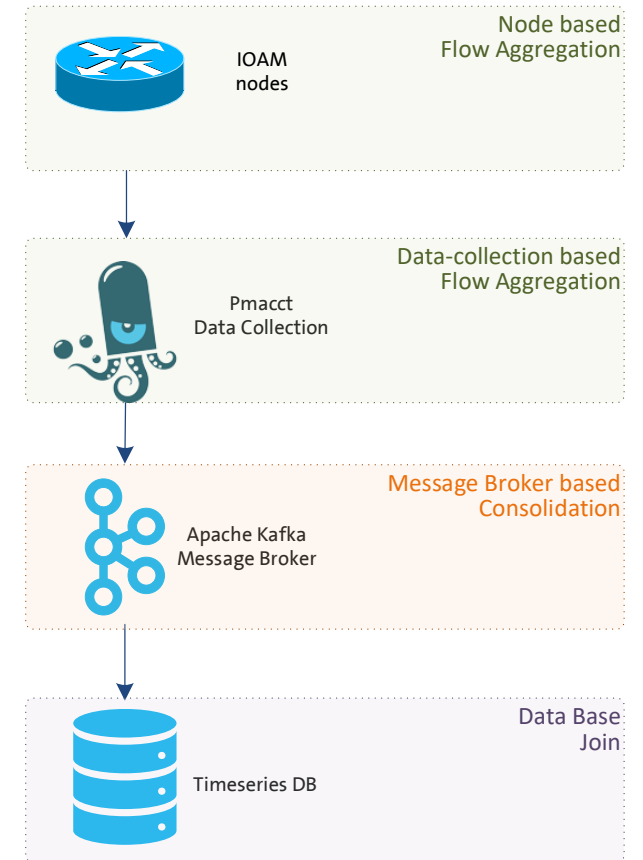 Node based
Flow Aggregation
IOAM
nodes
Data-collection based
Flow Aggregation
Pmacct
Data Collection
Message Broker based
Consolidation
Apache Kafka
Message Broker
Data Base
Join
Timeseries DB